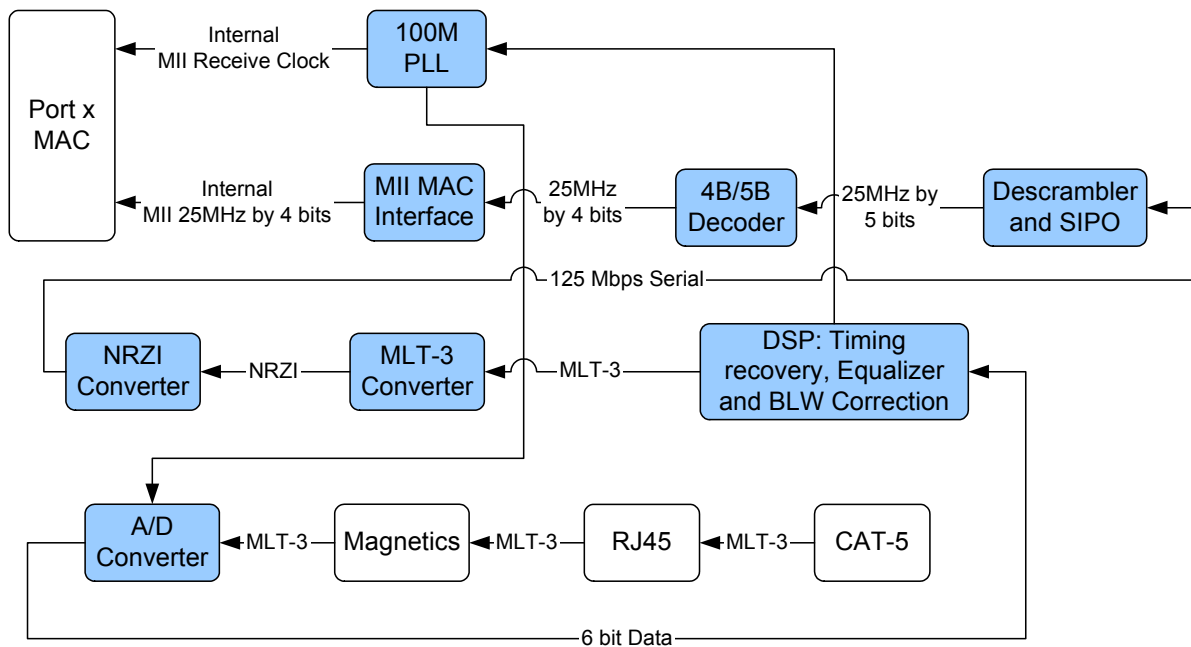 Internal
MII Receive Clock
100M
PLL
Port x
MAC
Internal
MII 25MHz by 4 bits
MII MAC
Interface
25MHz
by 4 bits
4B/5B
Decoder
25MHz by
5 bits
Descrambler
and SIPO
125 Mbps Serial
NRZI
Converter
NRZI
MLT-3
Converter
MLT-3
DSP: Timing
recovery, Equalizer
and BLW Correction
A/D
Converter
MLT-3
Magnetics
MLT-3
RJ45
MLT-3
CAT-5
6 bit Data